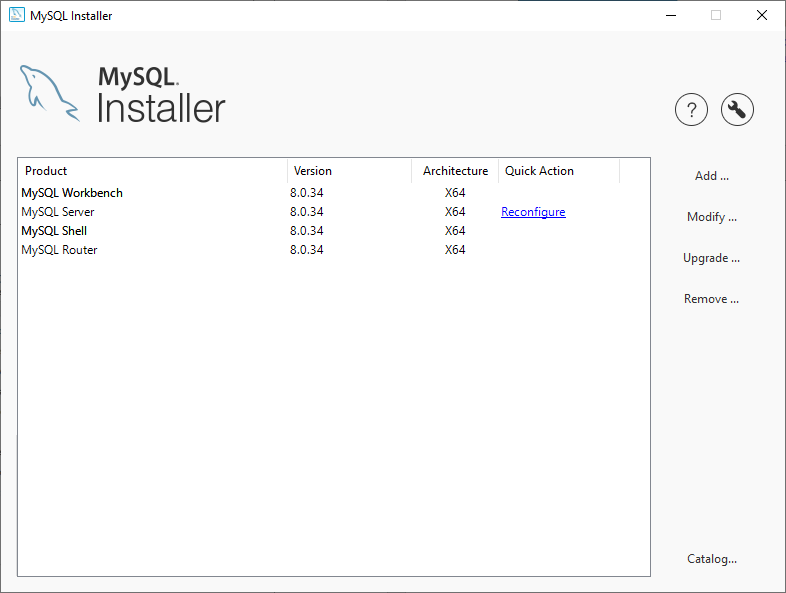 MySQL Installer
MySQL.
Installer
?
Product Version Architecture Quick Action
MySQL Workbench 8.0.34 X64
MySQL Server 8.0.34 X64 Reconfigure
MySQL Shell 8.0.34 X64
MySQL Router 8.0.34 X64
Add ...
Modify ...
Upgrade ...
Remove ...
Catalog...